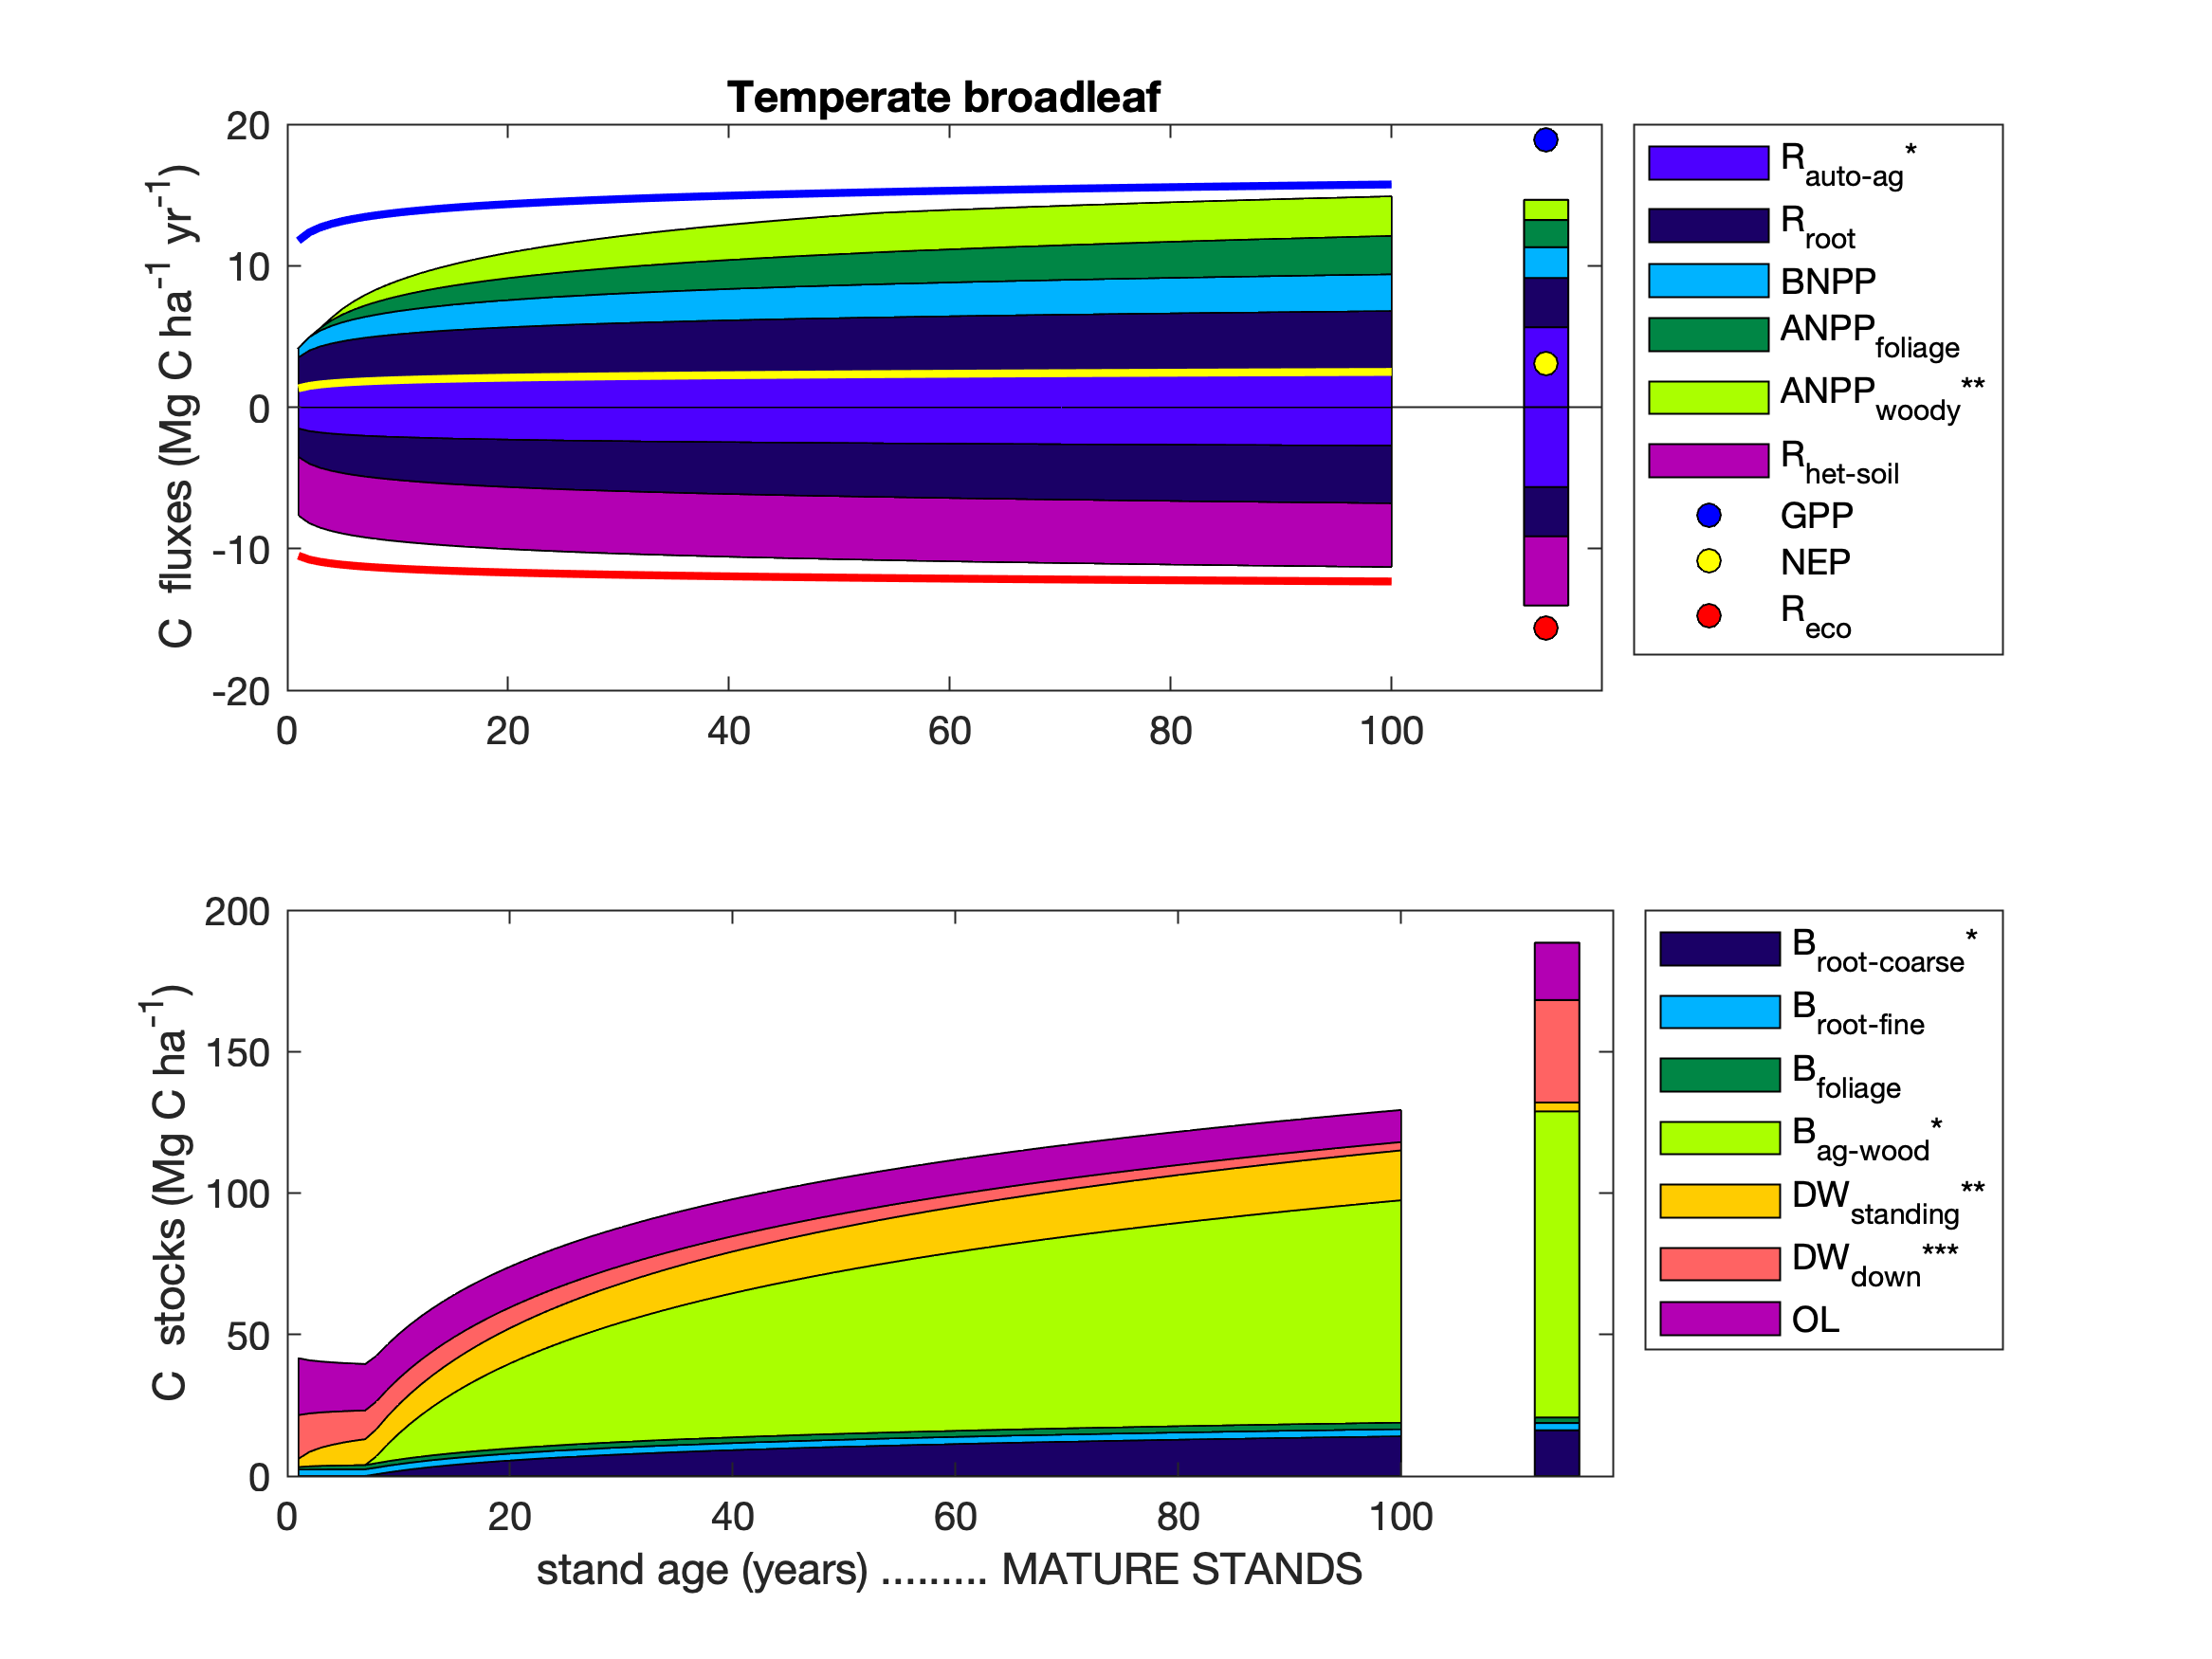 Temperate broadleaf
C fluxes (Mg C ha-1 yr-1)
20
10
0
-10
-20
0 20 40 60 80 100
Rauto-ag*
Rroot
BNPP
ANPPfoliage
ANPPwoody**
Rhet-soil
GPP
NEP
Reco
C stocks (Mg C ha-1)
200
150
100
50
0
0 20 40 60 80 100
stand age (years) ......... MATURE STANDS
Broot-coarse*
Broot-fine
Bfoliage
Bag-wood*
DWstanding**
DWdown***
OL